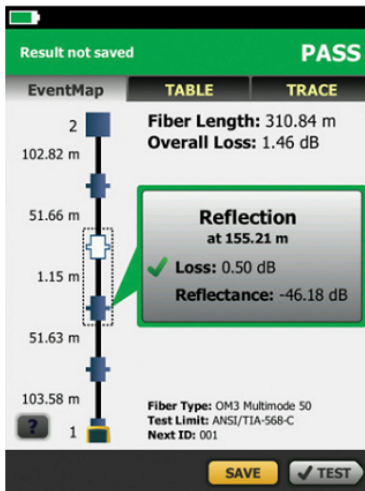 Result not saved
PASS
EventMap
TABLE
TRACE
Fiber Length: 310.84 m
Overall Loss: 1.46 dB
2
102.82 m
51.66 m
1.15 m
51.63 m
103.58 m
1
Reflection
at 155.21 m
Loss: 0.50 dB
Reflectance: -46.18 dB
Fiber Type: OM3 Multimode 50
Test Limit: ANSI/TIA-568-C
Next ID: 001
?
SAVE
TEST